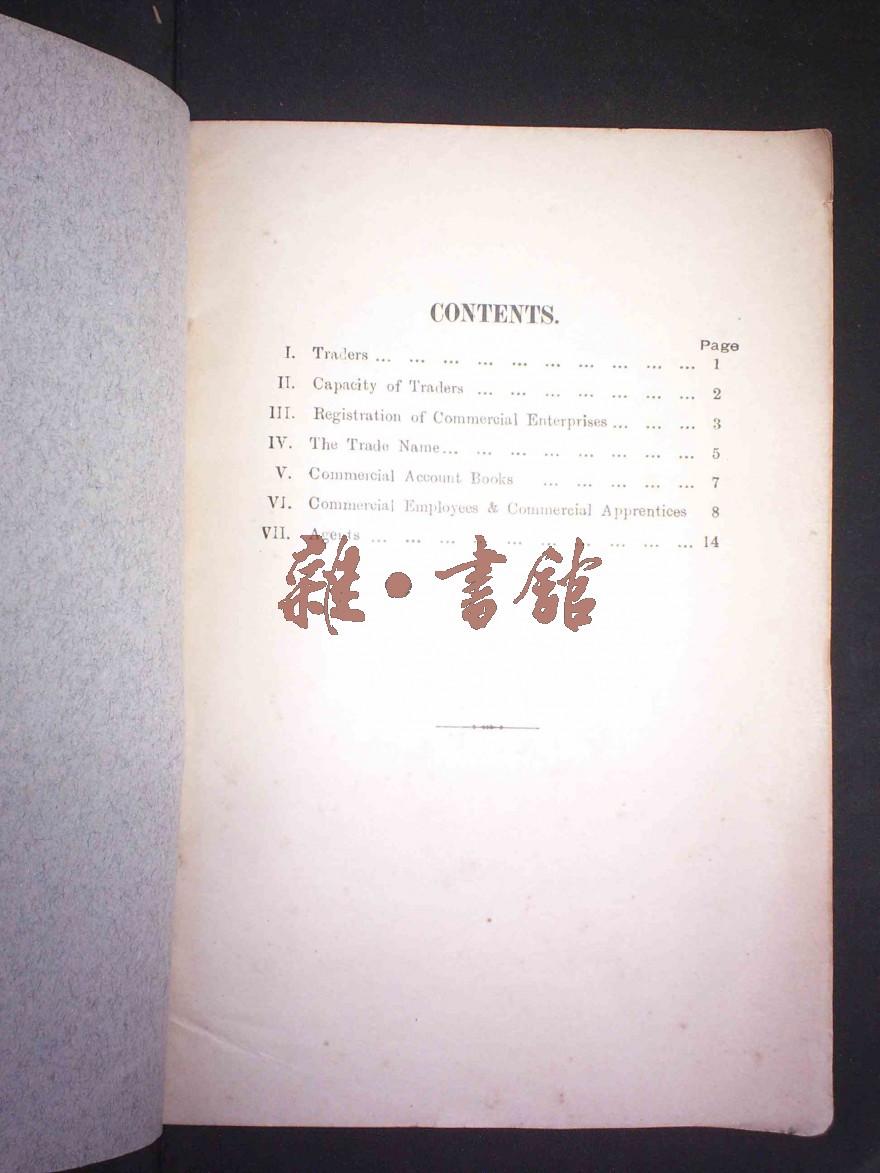 CONTENTS.
Page
I. Traders ... ... ... ... ... ... ... ... ... ... 1
II. Capacity of Traders ... ... ... ... ... ... ... 2
III. Registration of Commercial Enterprises ... ... ... 3
IV. The Trade Name... ... ... ... ... ... ... ... 5
V. Commercial Account Books ... ... ... ... ... 7
VI. Commercial Employees & Commercial Apprentices 8
VII. Agents ... ... ... ... ... ... ... ... ... ... 14
雜·書館